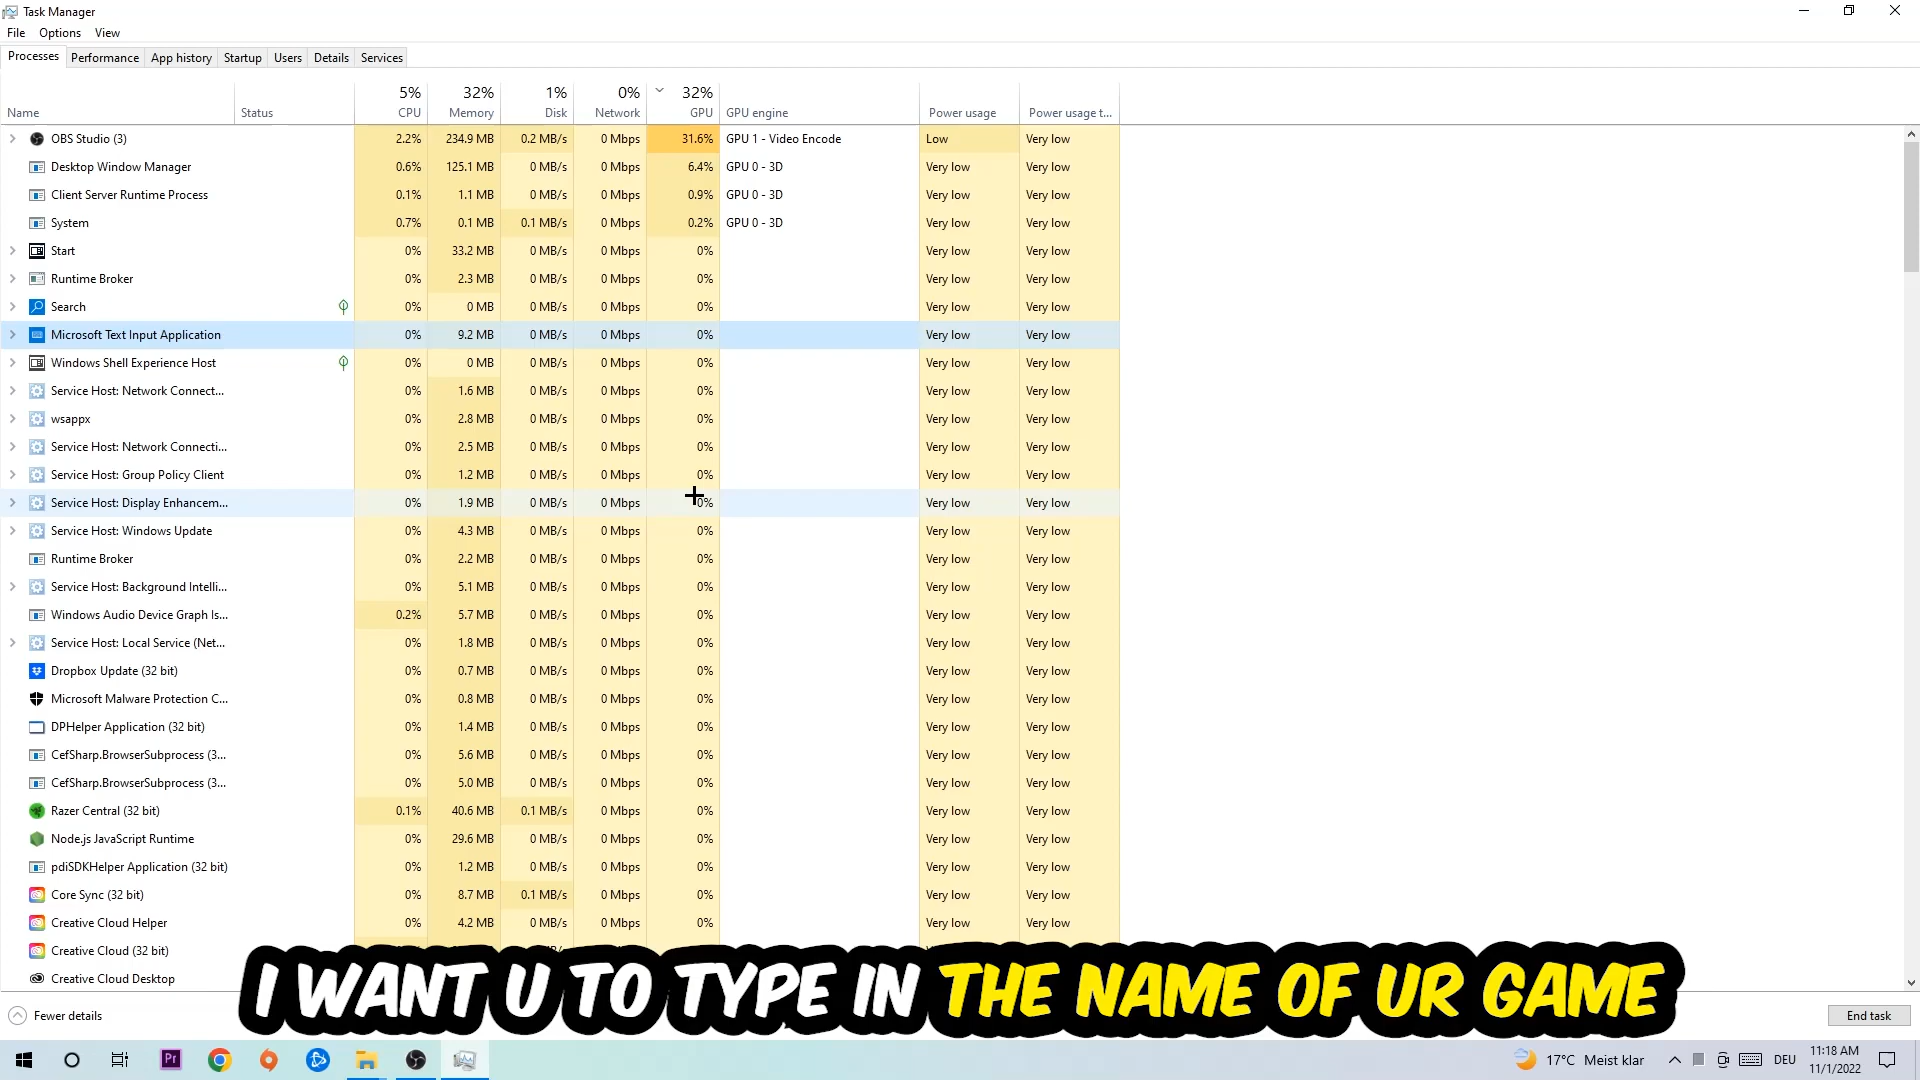 Task Manager
File Options View
Processes Performance App history Startup Users Details Services
5% 32% 1% 0% 32%
Name Status CPU Memory Disk Network GPU GPU engine Power usage Power usage t...
OBS Studio (3) 2.2% 234.9 MB 0.2 MB/s 0 Mbps 31.6% GPU 1 - Video Encode Low Very low
Desktop Window Manager 0.6% 125.1 MB 0 MB/s 0 Mbps 6.4% GPU 0 - 3D Very low Very low
Client Server Runtime Process 0.1% 1.1 MB 0 MB/s 0 Mbps 0.9% GPU 0 - 3D Very low Very low
System 0.7% 0.1 MB 0.1 MB/s 0 Mbps 0.2% GPU 0 - 3D Very low Very low
Start 0% 33.2 MB 0 MB/s 0 Mbps 0% Very low Very low
Runtime Broker 0% 2.3 MB 0 MB/s 0 Mbps 0% Very low Very low
Search 0% 0 MB 0 MB/s 0 Mbps 0% Very low Very low
Microsoft Text Input Application 0% 9.2 MB 0 MB/s 0 Mbps 0% Very low Very low
Windows Shell Experience Host 0% 0 MB 0 MB/s 0 Mbps 0% Very low Very low
Service Host: Network Connect... 0% 1.6 MB 0 MB/s 0 Mbps 0% Very low Very low
wsappx 0% 2.8 MB 0 MB/s 0 Mbps 0% Very low Very low
Service Host: Network Connecti... 0% 2.5 MB 0 MB/s 0 Mbps 0% Very low Very low
Service Host: Group Policy Client 0% 1.2 MB 0 MB/s 0 Mbps 0% Very low Very low
Service Host: Display Enhancem... 0% 1.9 MB 0 MB/s 0 Mbps 0% Very low Very low
Service Host: Windows Update 0% 4.3 MB 0 MB/s 0 Mbps 0% Very low Very low
Runtime Broker 0% 2.2 MB 0 MB/s 0 Mbps 0% Very low Very low
Service Host: Background Intelli... 0% 5.1 MB 0 MB/s 0 Mbps 0% Very low Very low
Windows Audio Device Graph Is... 0.2% 5.7 MB 0 MB/s 0 Mbps 0% Very low Very low
Service Host: Local Service (Net... 0% 1.8 MB 0 MB/s 0 Mbps 0% Very low Very low
Dropbox Update (32 bit) 0% 0.7 MB 0 MB/s 0 Mbps 0% Very low Very low
Microsoft Malware Protection C... 0% 0.8 MB 0 MB/s 0 Mbps 0% Very low Very low
DPHelper Application (32 bit) 0% 1.4 MB 0 MB/s 0 Mbps 0% Very low Very low
CefSharp.BrowserSubprocess (3... 0% 5.6 MB 0 MB/s 0 Mbps 0% Very low Very low
CefSharp.BrowserSubprocess (3... 0% 5.0 MB 0 MB/s 0 Mbps 0% Very low Very low
Razer Central (32 bit) 0.1% 40.6 MB 0.1 MB/s 0 Mbps 0% Very low Very low
Node.js JavaScript Runtime 0% 29.6 MB 0 MB/s 0 Mbps 0% Very low Very low
pdiSDKHelper Application (32 bit) 0% 1.2 MB 0 MB/s 0 Mbps 0% Very low Very low
Core Sync (32 bit) 0% 8.7 MB 0.1 MB/s 0 Mbps 0% Very low Very low
Creative Cloud Helper 0% 4.2 MB 0 MB/s 0 Mbps 0% Very low Very low
Creative Cloud (32 bit)
Creative Cloud Desktop
I WANT U TO TYPE IN THE NAME OF UR GAME
Fewer details End task
Pr 17°C Meist klar DEU 11:18 AM
11/1/2022